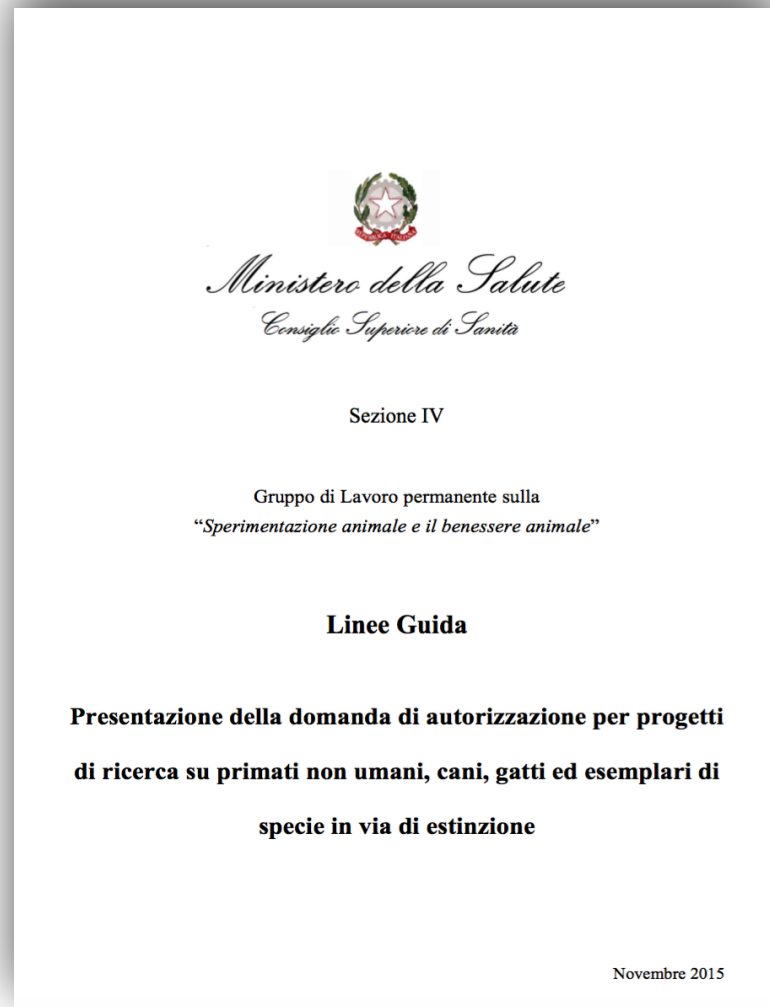 Ministero della Salute
Consiglio Superiore di Sanità
Sezione IV
Gruppo di Lavoro permanente sulla
“Sperimentazione animale e il benessere animale”
Linee Guida
Presentazione della domanda di autorizzazione per progetti
di ricerca su primati non umani, cani, gatti ed esemplari di
specie in via di estinzione
Novembre 2015